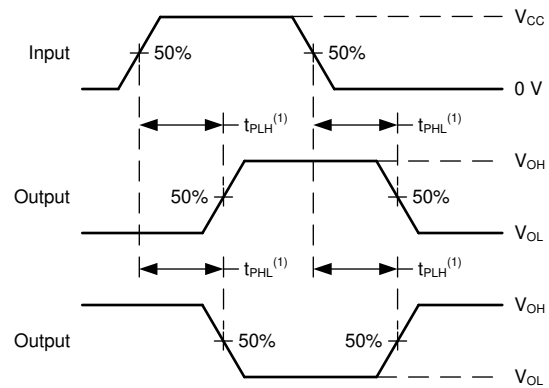 V_CC
Input 50% 50%
0 V
t_PLH^(1) t_PHL^(1)
V_OH
Output 50% 50%
V_OL
t_PHL^(1) t_PLH^(1)
V_OH
Output 50% 50%
V_OL